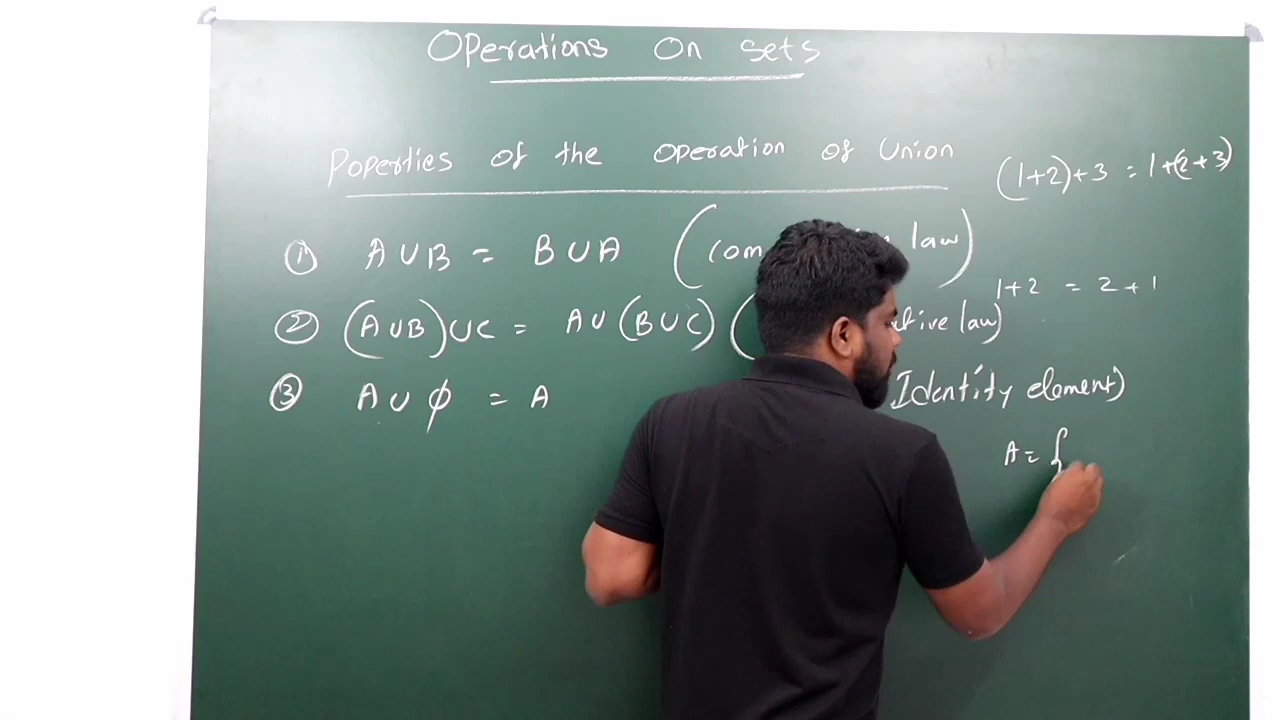 Operations On sets
Poperties of the operation of Union
(1+2)+3 = 1+(2+3)
① A∪B = B∪A ( law)
1+2 = 2+1
② (A∪B)∪C = A∪(B∪C) ( law)
③ A∪ϕ = A Identity element)
A = {